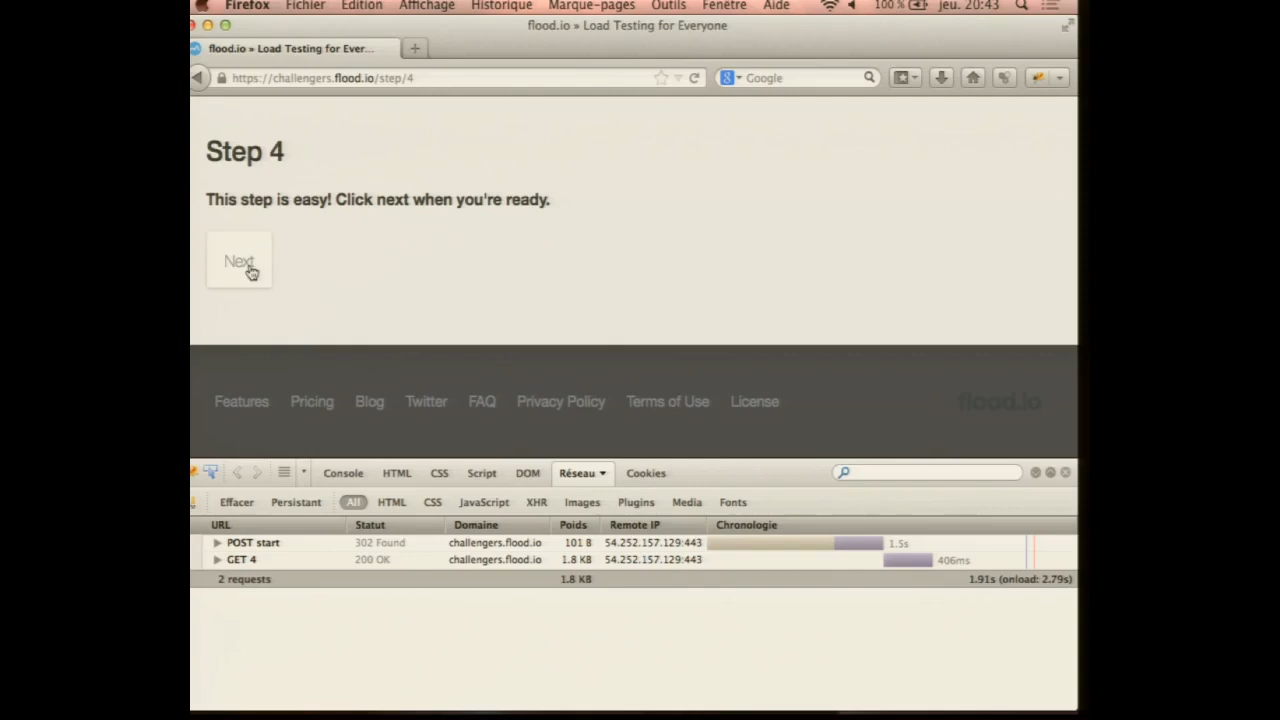 Firefox Fichier Edition Affichage Historique Marque-pages Outils Fenêtre Aide 100 % jeu. 20:43
flood.io » Load Testing for Everyone
flood.io » Load Testing for Ever... +
https://challengers.flood.io/step/4 Google
Step 4
This step is easy! Click next when you're ready.
Next
Features Pricing Blog Twitter FAQ Privacy Policy Terms of Use License flood.io
Console HTML CSS Script DOM Réseau Cookies
Effacer Persistant All HTML CSS JavaScript XHR Images Plugins Media Fonts
URL Statut Domaine Poids Remote IP Chronologie
POST start 302 Found challengers.flood.io 101 B 54.252.157.129:443 1.5s
GET 4 200 OK challengers.flood.io 1.8 KB 54.252.157.129:443 406ms
2 requests 1.8 KB 1.91s (onload: 2.79s)